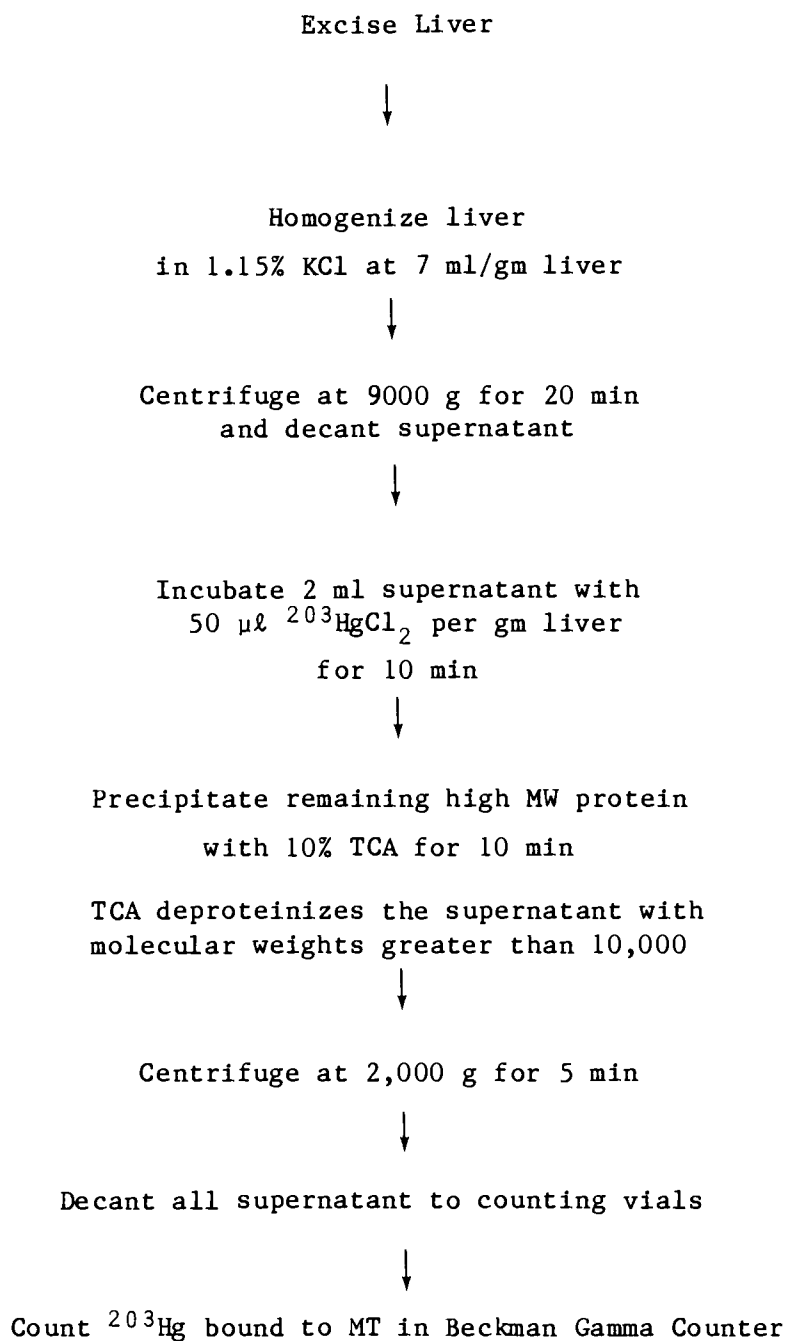 Excise Liver
Homogenize liver
in 1.15% KCl at 7 ml/gm liver
Centrifuge at 9000 g for 20 min
and decant supernatant
Incubate 2 ml supernatant with
50 µℓ ²⁰³HgCl₂ per gm liver
for 10 min
Precipitate remaining high MW protein
with 10% TCA for 10 min
TCA deproteinizes the supernatant with
molecular weights greater than 10,000
Centrifuge at 2,000 g for 5 min
Decant all supernatant to counting vials
Count ²⁰³Hg bound to MT in Beckman Gamma Counter